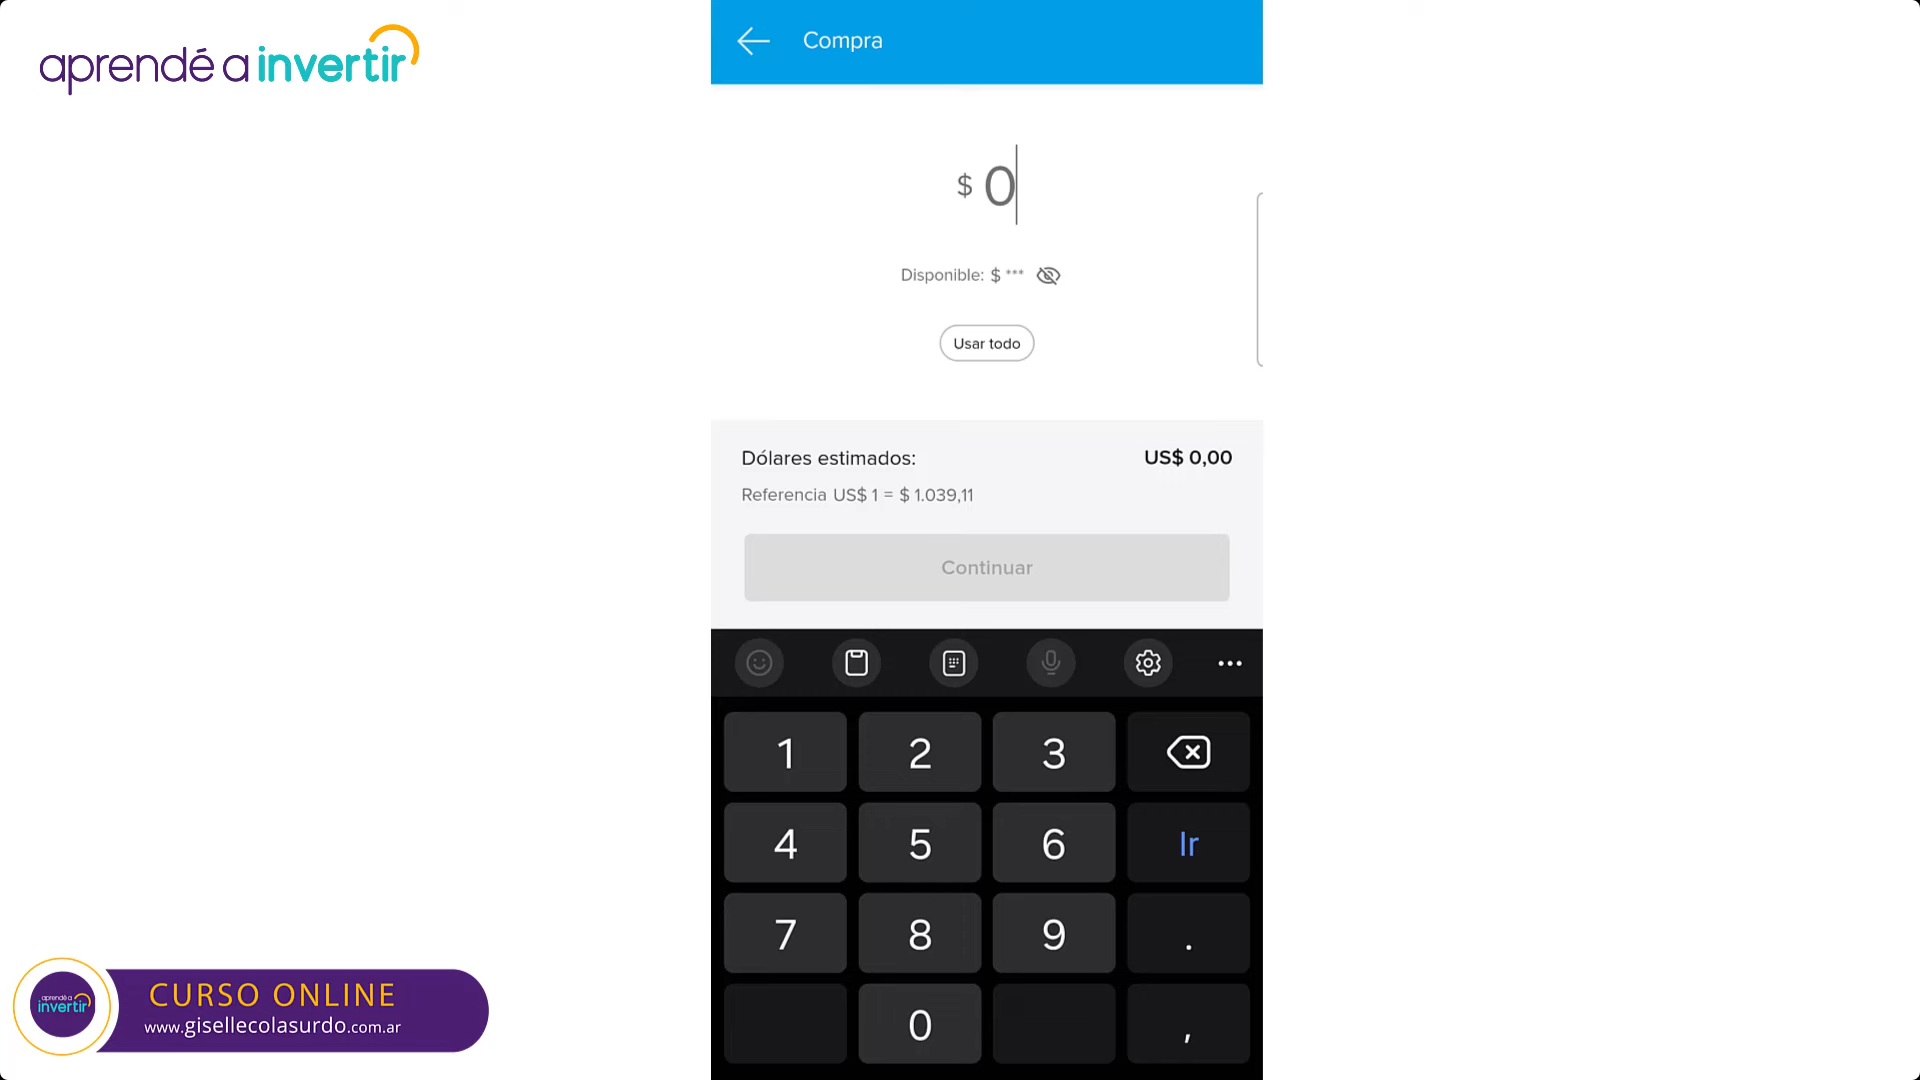 aprendé a invertir
Compra
$ 0
Disponible: $ ***
Usar todo
Dólares estimados: US$ 0,00
Referencia US$ 1 = $ 1.039,11
Continuar
1 2 3
4 5 6 Ir
7 8 9 .
0 ,
aprendé a
invertir
CURSO ONLINE
www.gisellecolasurdo.com.ar